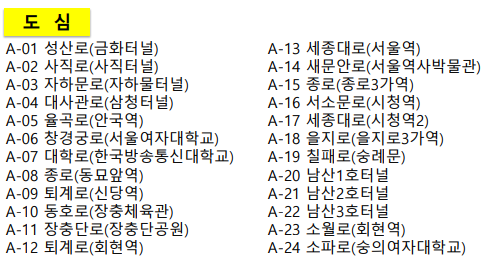 도 심
A-01 성산로(금화터널)
A-02 사직로(사직터널)
A-03 자하문로(자하문터널)
A-04 대사관로(삼청터널)
A-05 율곡로(안국역)
A-06 창경궁로(서울여자대학교)
A-07 대학로(한국방송통신대학교)
A-08 종로(동묘앞역)
A-09 퇴계로(신당역)
A-10 동호로(장충체육관)
A-11 장충단로(장충단공원)
A-12 퇴계로(회현역)
A-13 세종대로(서울역)
A-14 새문안로(서울역사박물관)
A-15 종로(종로3가역)
A-16 서소문로(시청역)
A-17 세종대로(시청역2)
A-18 을지로(을지로3가역)
A-19 칠패로(숭례문)
A-20 남산1호터널
A-21 남산2호터널
A-22 남산3호터널
A-23 소월로(회현역)
A-24 소파로(숭의여자대학교)